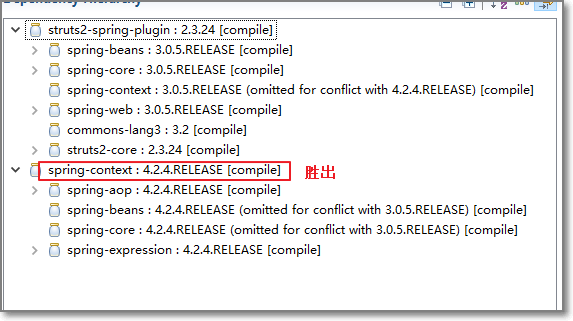 Dependency Hierarchy
struts2-spring-plugin : 2.3.24 [compile]
spring-beans : 3.0.5.RELEASE [compile]
spring-core : 3.0.5.RELEASE [compile]
spring-context : 3.0.5.RELEASE (omitted for conflict with 4.2.4.RELEASE) [compile]
spring-web : 3.0.5.RELEASE [compile]
commons-lang3 : 3.2 [compile]
struts2-core : 2.3.24 [compile]
spring-context : 4.2.4.RELEASE [compile] 胜出
spring-aop : 4.2.4.RELEASE [compile]
spring-beans : 4.2.4.RELEASE (omitted for conflict with 3.0.5.RELEASE) [compile]
spring-core : 4.2.4.RELEASE (omitted for conflict with 3.0.5.RELEASE) [compile]
spring-expression : 4.2.4.RELEASE [compile]